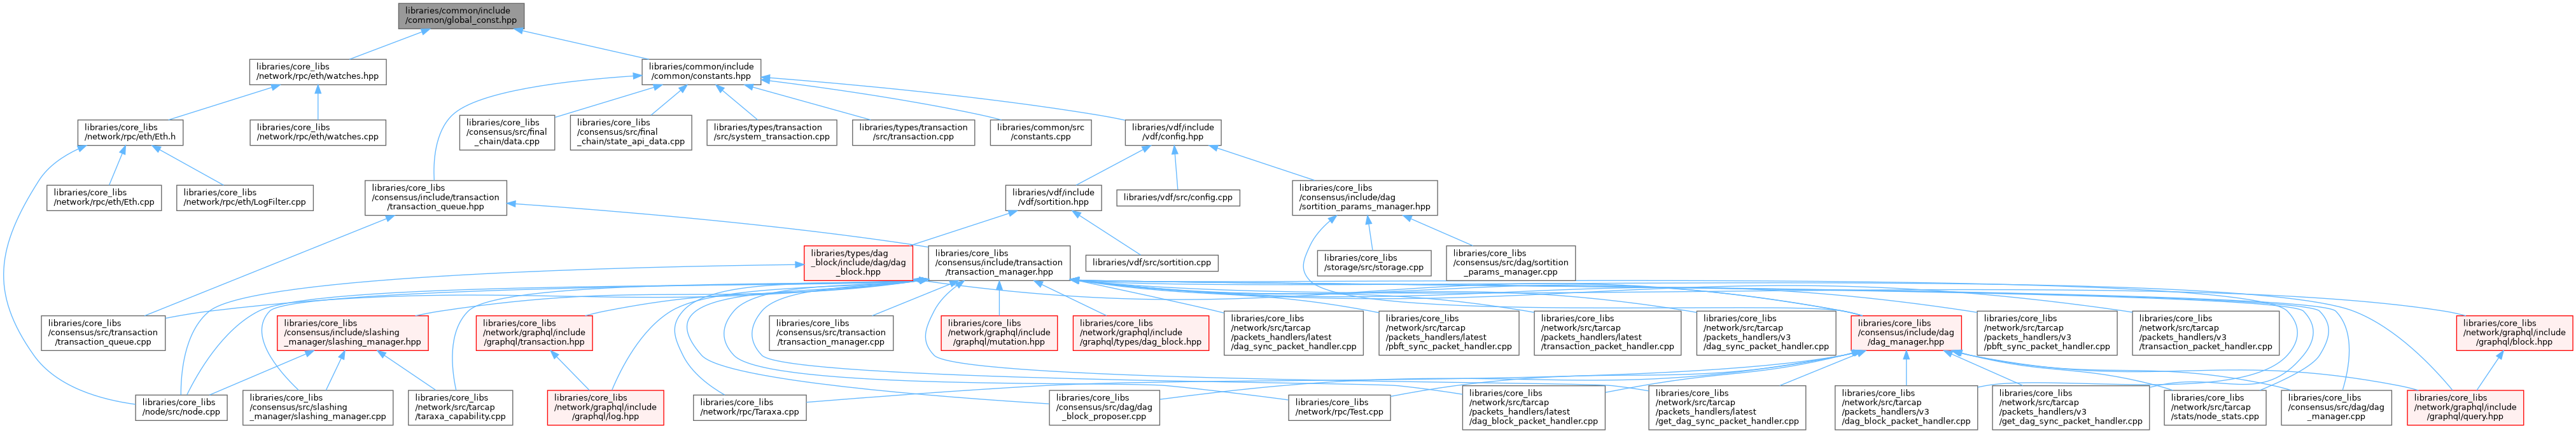 libraries/common/include
/common/global_const.hpp
libraries/core_libs
/network/rpc/eth/watches.hpp
libraries/common/include
/common/constants.hpp
libraries/core_libs
/network/rpc/eth/Eth.h
libraries/core_libs
/network/rpc/eth/watches.cpp
libraries/core_libs
/consensus/src/final
_chain/data.cpp
libraries/core_libs
/consensus/src/final
_chain/state_api_data.cpp
libraries/types/transaction
/src/system_transaction.cpp
libraries/types/transaction
/src/transaction.cpp
libraries/common/src
/constants.cpp
libraries/vdf/include
/vdf/config.hpp
libraries/core_libs
/network/rpc/eth/Eth.cpp
libraries/core_libs
/network/rpc/eth/LogFilter.cpp
libraries/core_libs
/consensus/include/transaction
/transaction_queue.hpp
libraries/vdf/include
/vdf/sortition.hpp
libraries/vdf/src/config.cpp
libraries/core_libs
/consensus/include/dag
/sortition_params_manager.hpp
libraries/types/dag
_block/include/dag/dag
_block.hpp
libraries/core_libs
/consensus/include/transaction
/transaction_manager.hpp
libraries/vdf/src/sortition.cpp
libraries/core_libs
/storage/src/storage.cpp
libraries/core_libs
/consensus/src/dag/sortition
_params_manager.cpp
libraries/core_libs
/consensus/src/transaction
/transaction_queue.cpp
libraries/core_libs
/consensus/include/slashing
_manager/slashing_manager.hpp
libraries/core_libs
/network/graphql/include
/graphql/transaction.hpp
libraries/core_libs
/consensus/src/transaction
/transaction_manager.cpp
libraries/core_libs
/network/graphql/include
/graphql/mutation.hpp
libraries/core_libs
/network/graphql/include
/graphql/types/dag_block.hpp
libraries/core_libs
/network/src/tarcap
/packets_handlers/latest
/dag_sync_packet_handler.cpp
libraries/core_libs
/network/src/tarcap
/packets_handlers/latest
/pbft_sync_packet_handler.cpp
libraries/core_libs
/network/src/tarcap
/packets_handlers/latest
/transaction_packet_handler.cpp
libraries/core_libs
/network/src/tarcap
/packets_handlers/v3
/dag_sync_packet_handler.cpp
libraries/core_libs
/consensus/include/dag
/dag_manager.hpp
libraries/core_libs
/network/src/tarcap
/packets_handlers/v3
/pbft_sync_packet_handler.cpp
libraries/core_libs
/network/src/tarcap
/packets_handlers/v3
/transaction_packet_handler.cpp
libraries/core_libs
/network/graphql/include
/graphql/block.hpp
libraries/core_libs
/node/src/node.cpp
libraries/core_libs
/consensus/src/slashing
_manager/slashing_manager.cpp
libraries/core_libs
/network/src/tarcap
/taraxa_capability.cpp
libraries/core_libs
/network/graphql/include
/graphql/log.hpp
libraries/core_libs
/network/rpc/Taraxa.cpp
libraries/core_libs
/consensus/src/dag/dag
_block_proposer.cpp
libraries/core_libs
/network/rpc/Test.cpp
libraries/core_libs
/network/src/tarcap
/packets_handlers/latest
/dag_block_packet_handler.cpp
libraries/core_libs
/network/src/tarcap
/packets_handlers/latest
/get_dag_sync_packet_handler.cpp
libraries/core_libs
/network/src/tarcap
/packets_handlers/v3
/dag_block_packet_handler.cpp
libraries/core_libs
/network/src/tarcap
/packets_handlers/v3
/get_dag_sync_packet_handler.cpp
libraries/core_libs
/network/src/tarcap
/stats/node_stats.cpp
libraries/core_libs
/consensus/src/dag/dag
_manager.cpp
libraries/core_libs
/network/graphql/include
/graphql/query.hpp